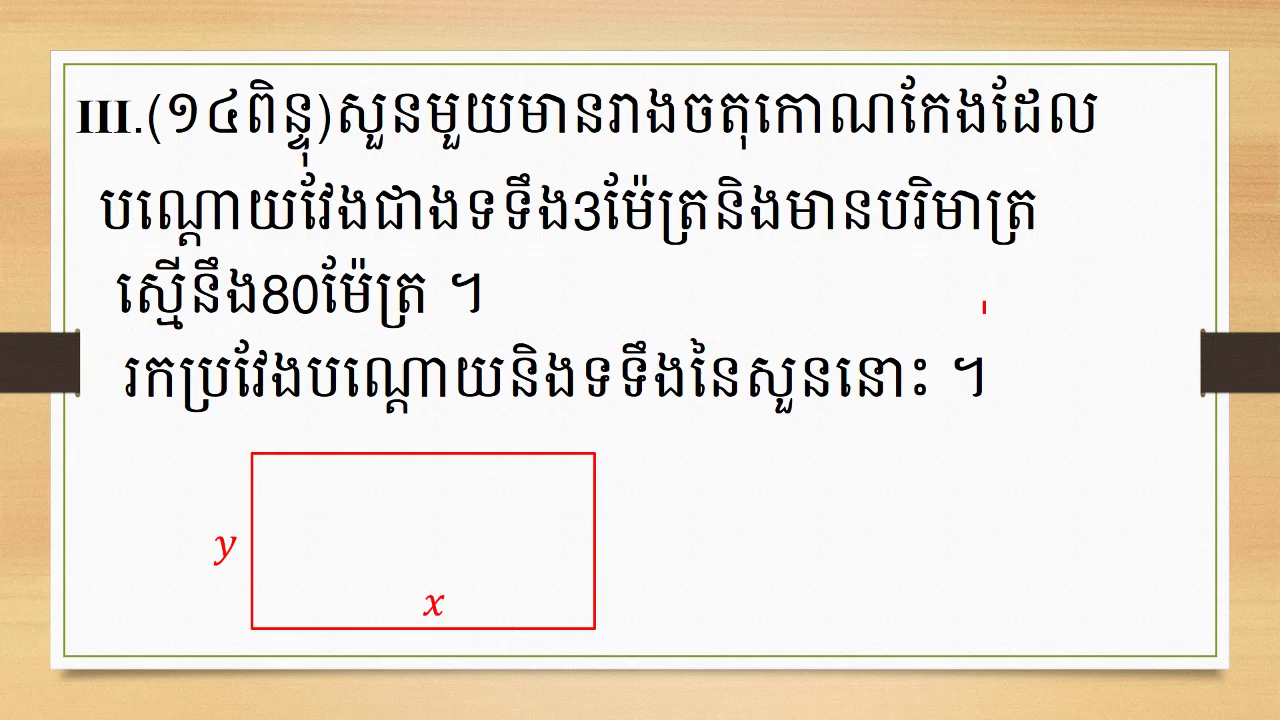 III.(១៤ពិន្ទុ)សួនមួយមានរាងចតុកោណកែងដែល
បណ្តោយវែងជាងទទឹង3ម៉ែត្រនិងមានបរិមាត្រ
ស្មើនឹង80ម៉ែត្រ ។
រកប្រវែងបណ្តោយនិងទទឹងនៃសួននោះ ។
y
x